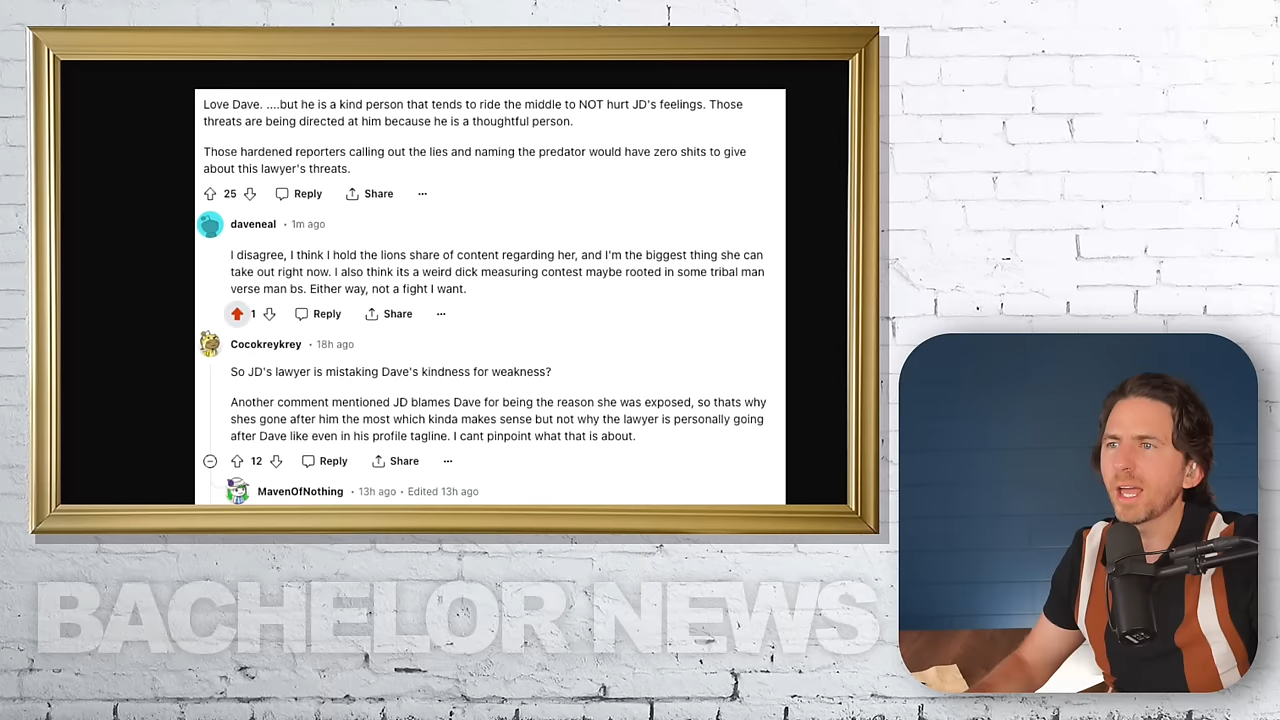 Love Dave. ....but he is a kind person that tends to ride the middle to NOT hurt JD's feelings. Those
threats are being directed at him because he is a thoughtful person.
Those hardened reporters calling out the lies and naming the predator would have zero shits to give
about this lawyer's threats.
25 Reply Share ...
daveneal · 1m ago
I disagree, I think I hold the lions share of content regarding her, and I'm the biggest thing she can
take out right now. I also think its a weird dick measuring contest maybe rooted in some tribal man
verse man bs. Either way, not a fight I want.
1 Reply Share ...
Cocokreykrey · 18h ago
So JD's lawyer is mistaking Dave's kindness for weakness?
Another comment mentioned JD blames Dave for being the reason she was exposed, so thats why
shes gone after him the most which kinda makes sense but not why the lawyer is personally going
after Dave like even in his profile tagline. I cant pinpoint what that is about.
12 Reply Share ...
MavenOfNothing · 13h ago · Edited 13h ago
BACHELOR NEWS